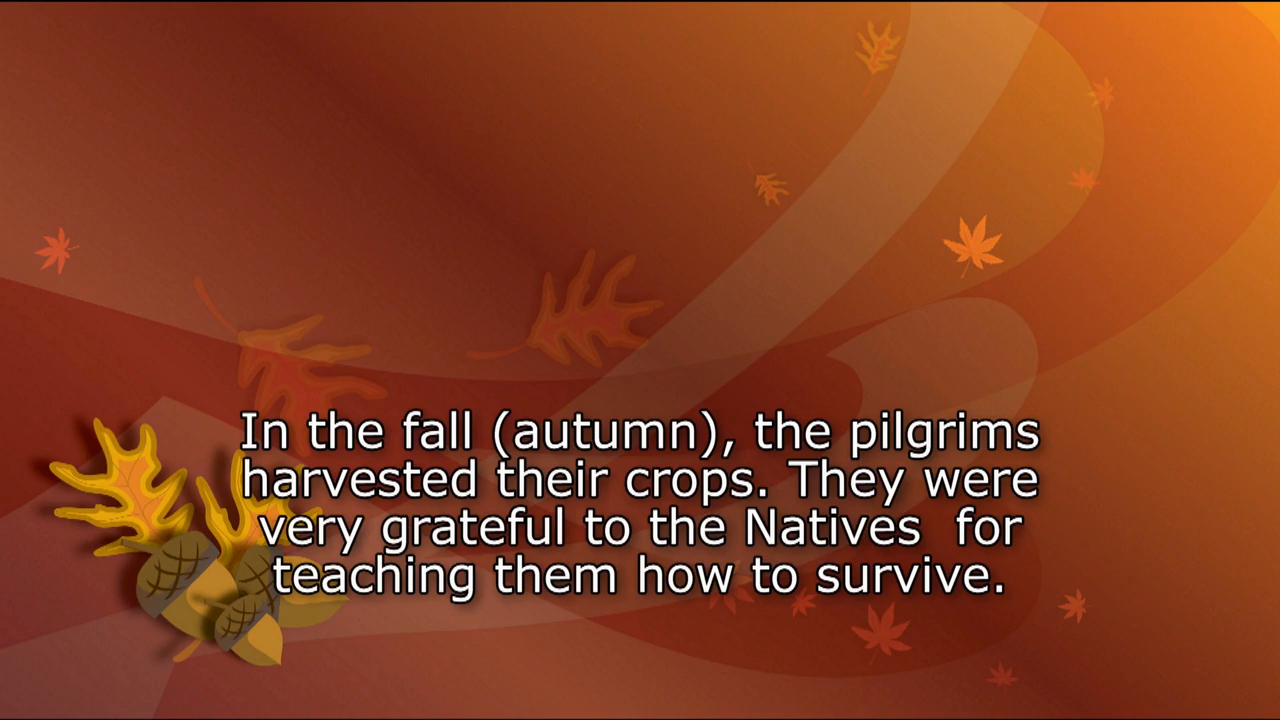 In the fall (autumn), the pilgrims
harvested their crops. They were
very grateful to the Natives  for
teaching them how to survive.